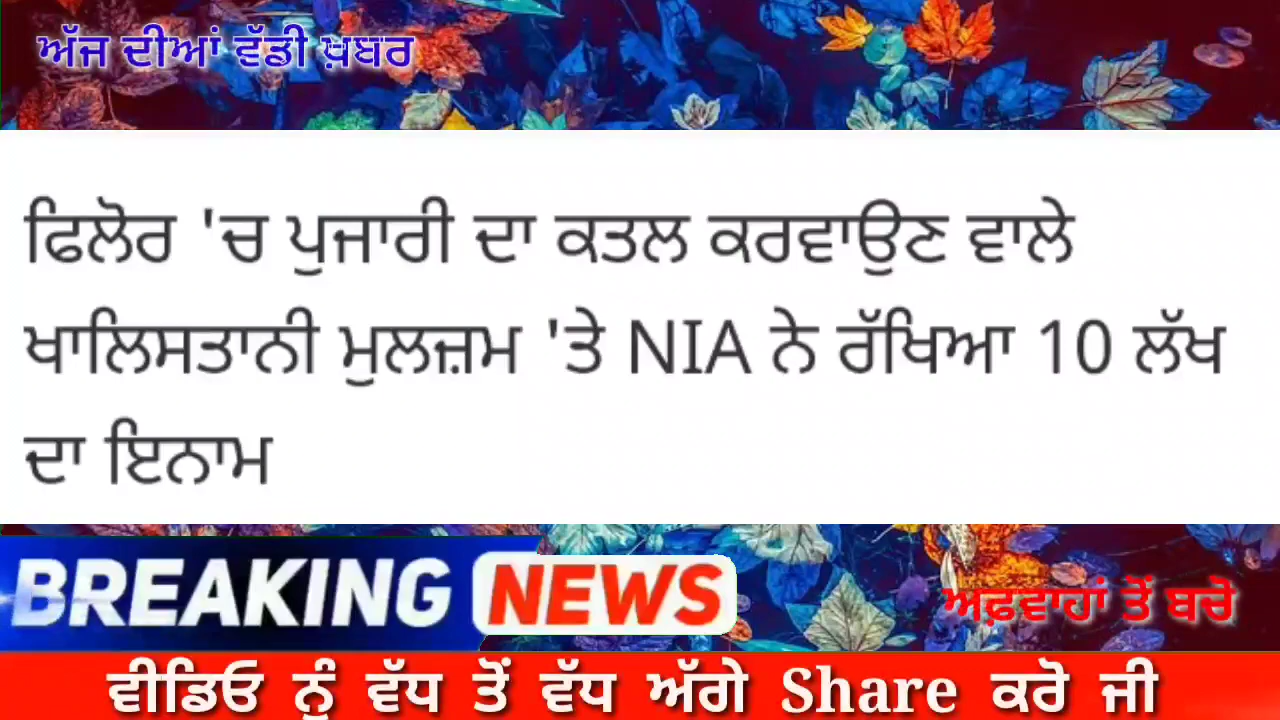 ਅੱਜ ਦੀਆਂ ਵੱਡੀ ਖ਼ਬਰ
ਫਿਲੋਰ 'ਚ ਪੁਜਾਰੀ ਦਾ ਕਤਲ ਕਰਵਾਉਣ ਵਾਲੇ
ਖਾਲਿਸਤਾਨੀ ਮੁਲਜ਼ਮ 'ਤੇ NIA ਨੇ ਰੱਖਿਆ 10 ਲੱਖ
ਦਾ ਇਨਾਮ
BREAKING NEWS
ਅਫ਼ਵਾਹਾਂ ਤੋਂ ਬਚੋ
ਵੀਡਿਓ ਨੂੰ ਵੱਧ ਤੋਂ ਵੱਧ ਅੱਗੇ Share ਕਰੋ ਜੀ